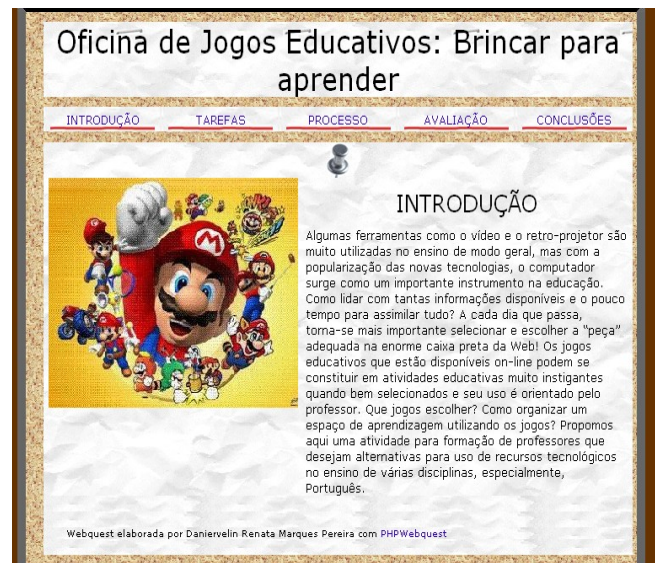 Oficina de Jogos Educativos: Brincar para
aprender
INTRODUÇÃO TAREFAS PROCESSO AVALIAÇÃO CONCLUSÕES
INTRODUÇÃO
Algumas ferramentas como o vídeo e o retro-projetor são
muito utilizadas no ensino de modo geral, mas com a
popularização das novas tecnologias, o computador
surge como um importante instrumento na educação.
Como lidar com tantas informações disponíveis e o pouco
tempo para assimilar tudo? A cada dia que passa,
torna-se mais importante selecionar e escolher a “peça”
adequada na enorme caixa preta da Web! Os jogos
educativos que estão disponíveis on-line podem se
constituir em atividades educativas muito instigantes
quando bem selecionados e seu uso é orientado pelo
professor. Que jogos escolher? Como organizar um
espaço de aprendizagem utilizando os jogos? Propomos
aqui uma atividade para formação de professores que
desejam alternativas para uso de recursos tecnológicos
no ensino de várias disciplinas, especialmente,
Português.
Webquest elaborada por Daniervelin Renata Marques Pereira com PHPWebquest